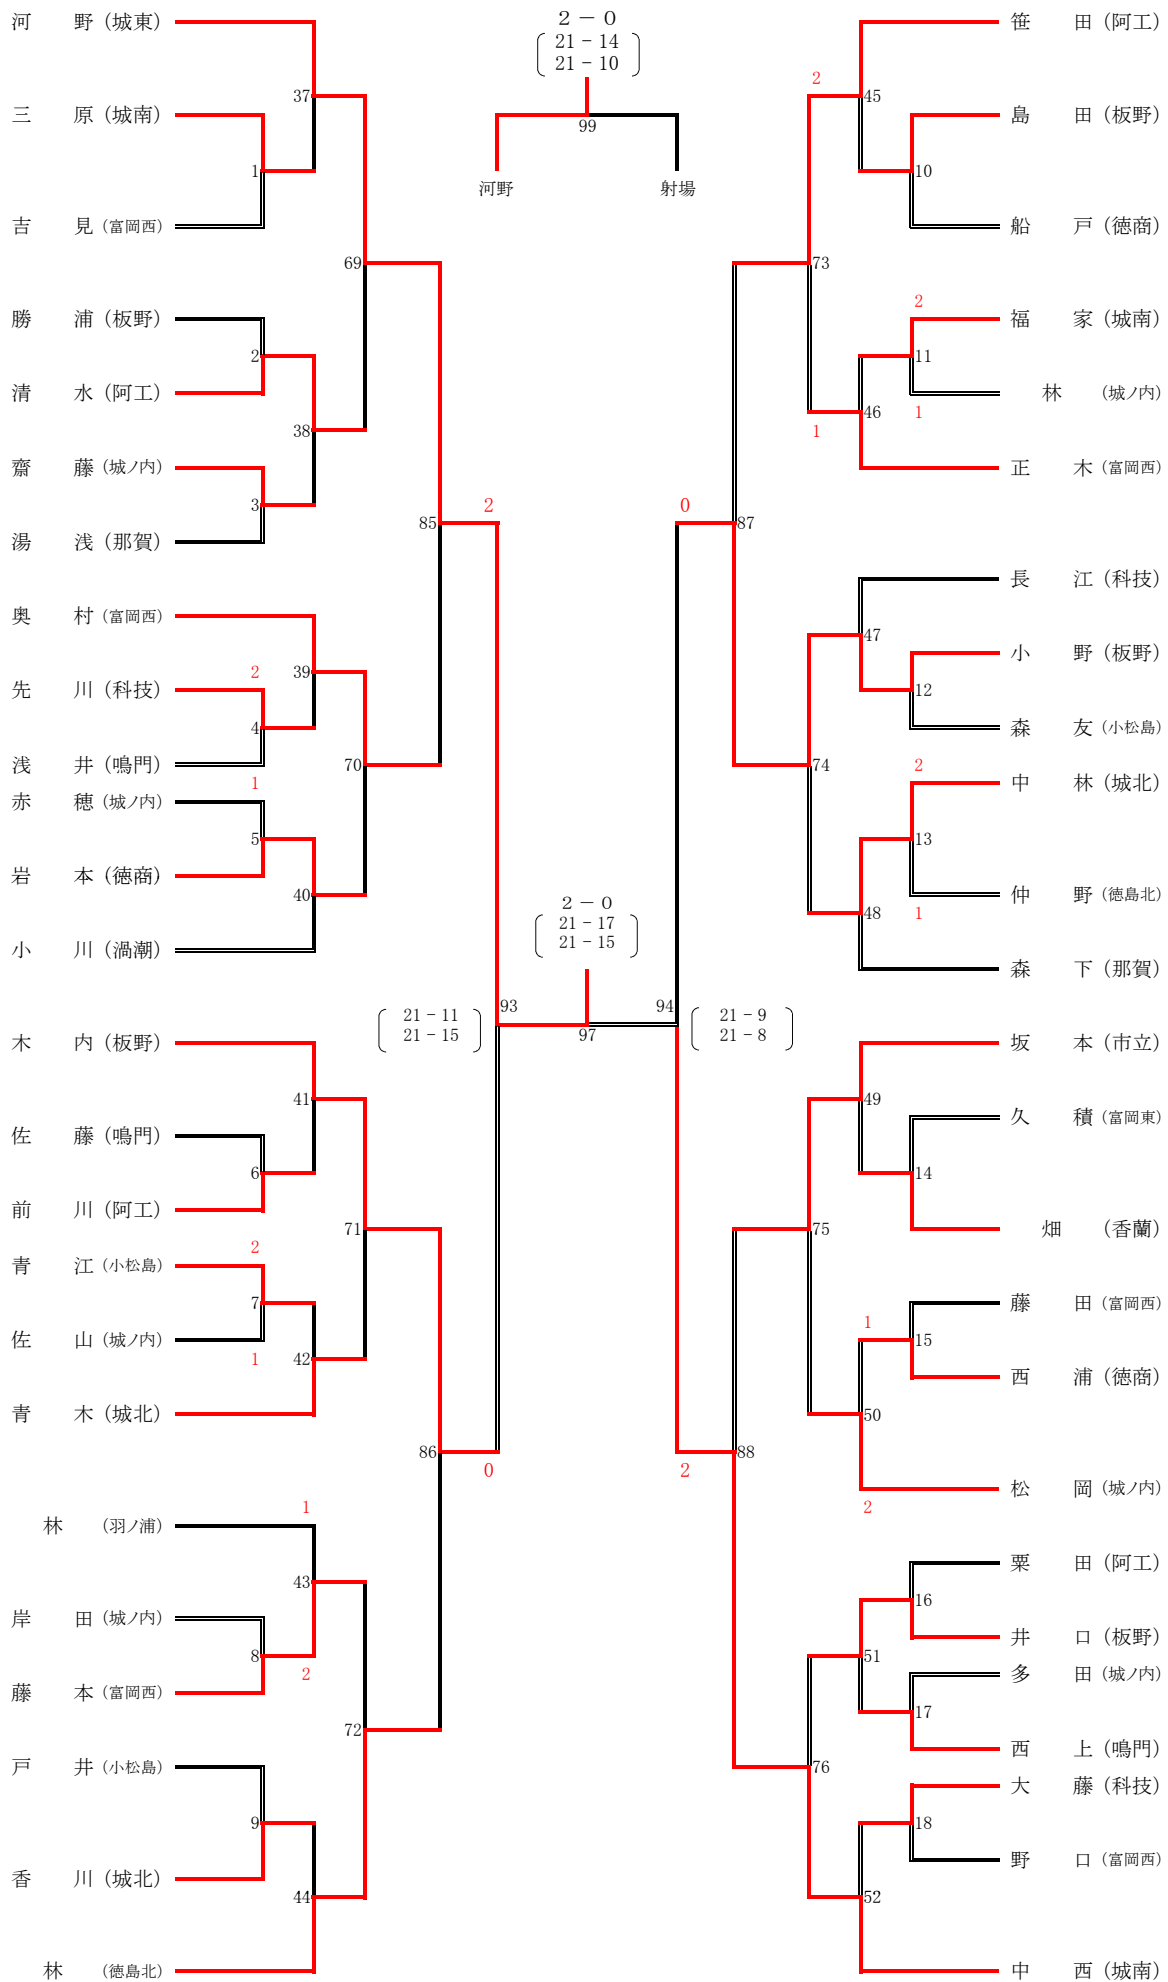 河　野（城東）
37
三　原（城南）
1
吉　見（富岡西）
69
勝　浦（板野）
2
清　水（阿工）
38
齋　藤（城ノ内）
3
湯　浅（那賀）
85
2
奥　村（富岡西）
39
2
先　川（科技）
4
浅　井（鳴門）
1
70
赤　穂（城ノ内）
5
岩　本（徳商）
40
小　川（渦潮）
93
21－11
21－15
木　内（板野）
41
佐　藤（鳴門）
6
前　川（阿工）
71
2
青　江（小松島）
7
佐　山（城ノ内）
1
42
青　木（城北）
86
0
1
林　（羽ノ浦）
43
岸　田（城ノ内）
8
2
藤　本（富岡西）
72
戸　井（小松島）
9
香　川（城北）
44
林　（徳島北）
2－0
21－14
21－10
99
河野　射場
2－0
21－17
21－15
97
笹　田（阿工）
2
45
島　田（板野）
10
船　戸（徳商）
73
2
福　家（城南）
11
林　（城ノ内）
1
46
1
正　木（富岡西）
0
87
長　江（科技）
47
小　野（板野）
12
森　友（小松島）
74
2
中　林（城北）
13
仲　野（徳島北）
1
48
森　下（那賀）
94
21－9
21－8
坂　本（市立）
49
久　積（富岡東）
14
畑　（香蘭）
75
藤　田（富岡西）
1
15
西　浦（徳商）
50
松　岡（城ノ内）
2
88
2
粟　田（阿工）
16
井　口（板野）
51
多　田（城ノ内）
17
西　上（鳴門）
76
大　藤（科技）
18
野　口（富岡西）
52
中　西（城南）